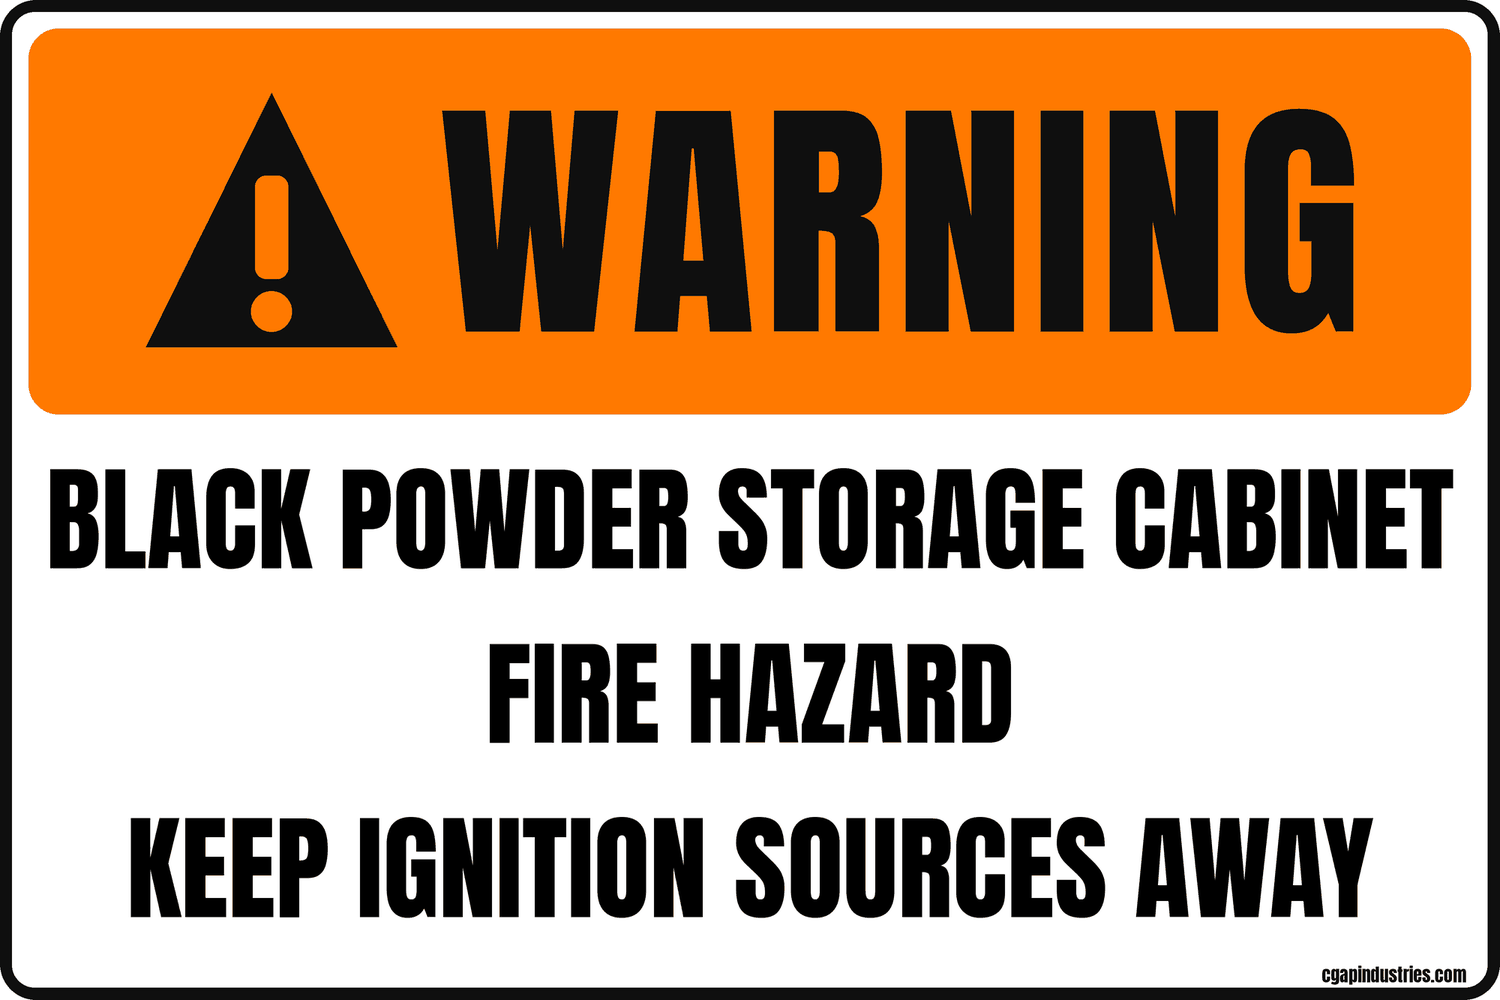 WARNING
BLACK POWDER STORAGE CABINET
FIRE HAZARD
KEEP IGNITION SOURCES AWAY
cgapindustries.com